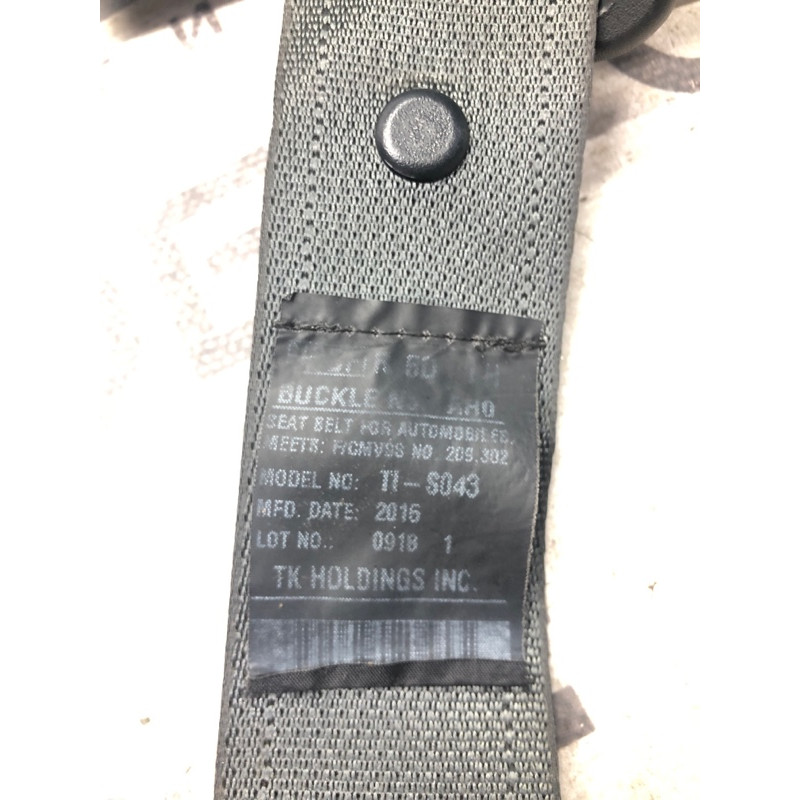 BUCKLE AH0
SEAT BELT FOR AUTOMOBILES.
MEETS: F/CMVSS NO. 209.302
MODEL NO: TI-S043
MFD. DATE: 2015
LOT NO.: 0918 1
TK HOLDINGS INC.